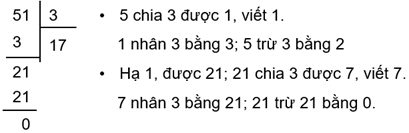 51 3
3 17
21
21
0
• 5 chia 3 được 1, viết 1.
1 nhân 3 bằng 3; 5 trừ 3 bằng 2
• Hạ 1, được 21; 21 chia 3 được 7, viết 7.
7 nhân 3 bằng 21; 21 trừ 21 bằng 0.